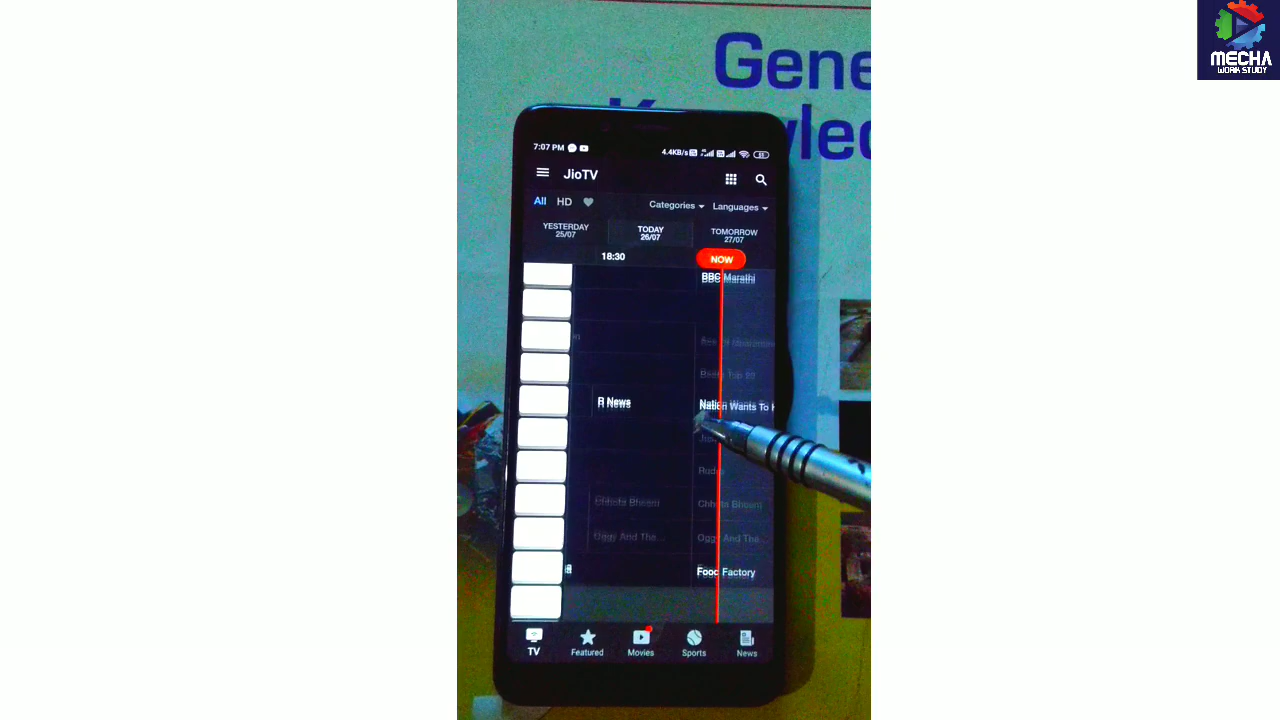 Gene
MECHA
WORK STUDY
7:07 PM
4.4KB/s
JioTV
All HD Categories Languages
YESTERDAY
25/07
TODAY
26/07
TOMORROW
27/07
18:30 NOW
BBC Marathi
R News Nation Wants To
Rudra
Chhota Bheem Chhota Bheem
Oggy And The... Oggy And The
Food Factory
TV Featured Movies Sports News